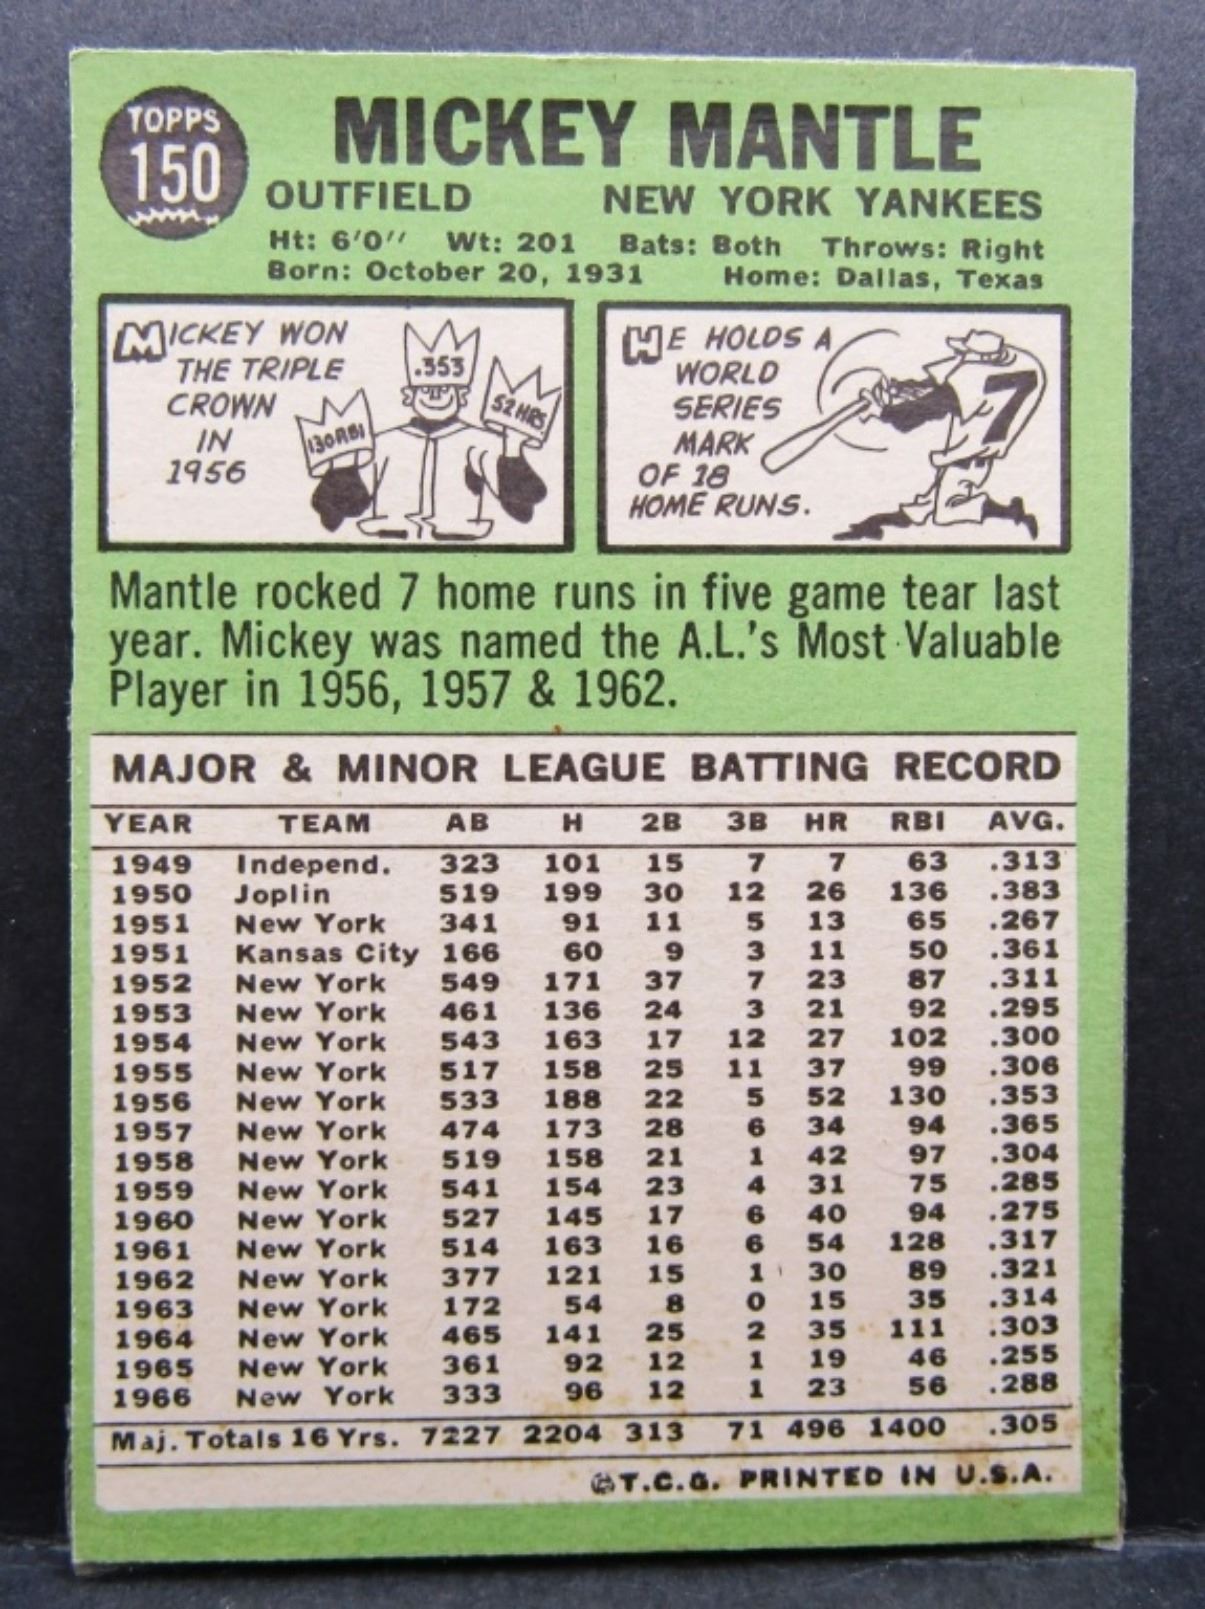 TOPPS
150
MICKEY MANTLE
OUTFIELD NEW YORK YANKEES
Ht: 6'0" Wt: 201 Bats: Both Throws: Right
Born: October 20, 1931 Home: Dallas, Texas
MICKEY WON
THE TRIPLE
CROWN
IN
1956
.353
130 RBI
52 HRS
HE HOLDS A
WORLD
SERIES
MARK
OF 18
HOME RUNS.
7
Mantle rocked 7 home runs in five game tear last
year. Mickey was named the A.L.'s Most Valuable
Player in 1956, 1957 & 1962.
MAJOR & MINOR LEAGUE BATTING RECORD
YEAR TEAM AB H 2B 3B HR RBI AVG.
1949 Independ. 323 101 15 7 7 63 .313
1950 Joplin 519 199 30 12 26 136 .383
1951 New York 341 91 11 5 13 65 .267
1951 Kansas City 166 60 9 3 11 50 .361
1952 New York 549 171 37 7 23 87 .311
1953 New York 461 136 24 3 21 92 .295
1954 New York 543 163 17 12 27 102 .300
1955 New York 517 158 25 11 37 99 .306
1956 New York 533 188 22 5 52 130 .353
1957 New York 474 173 28 6 34 94 .365
1958 New York 519 158 21 1 42 97 .304
1959 New York 541 154 23 4 31 75 .285
1960 New York 527 145 17 6 40 94 .275
1961 New York 514 163 16 6 54 128 .317
1962 New York 377 121 15 1 30 89 .321
1963 New York 172 54 8 0 15 35 .314
1964 New York 465 141 25 2 35 111 .303
1965 New York 361 92 12 1 19 46 .255
1966 New York 333 96 12 1 23 56 .288
Maj. Totals 16 Yrs. 7227 2204 313 71 496 1400 .305
©T.C.G. PRINTED IN U.S.A.